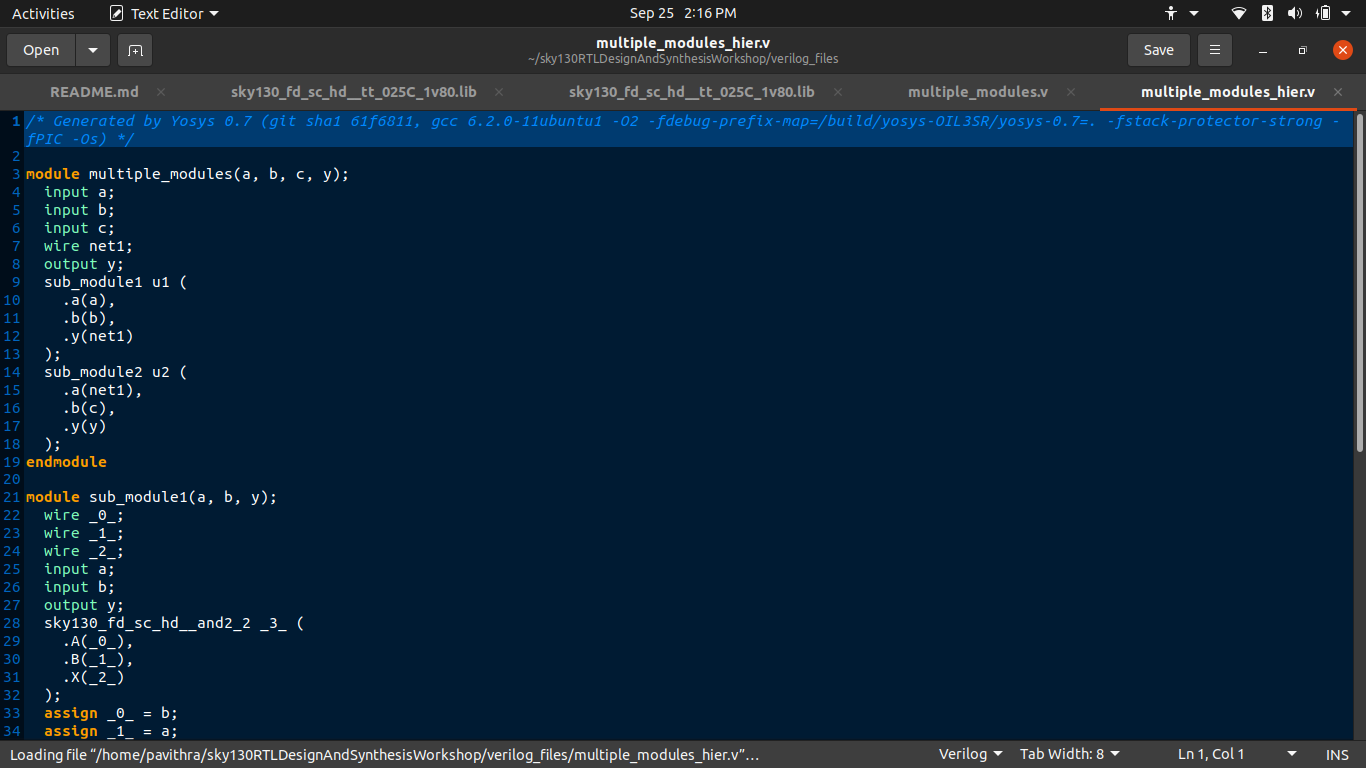 Activities Text Editor Sep 25 2:16 PM
Open multiple_modules_hier.v Save
~/sky130RTLDesignAndSynthesisWorkshop/verilog_files
README.md sky130_fd_sc_hd__tt_025C_1v80.lib sky130_fd_sc_hd__tt_025C_1v80.lib multiple_modules.v multiple_modules_hier.v
1 /* Generated by Yosys 0.7 (git sha1 61f6811, gcc 6.2.0-11ubuntu1 -O2 -fdebug-prefix-map=/build/yosys-OIL3SR/yosys-0.7=. -fstack-protector-strong -
fPIC -Os) */
2
3 module multiple_modules(a, b, c, y);
4   input a;
5   input b;
6   input c;
7   wire net1;
8   output y;
9   sub_module1 u1 (
10     .a(a),
11     .b(b),
12     .y(net1)
13   );
14   sub_module2 u2 (
15     .a(net1),
16     .b(c),
17     .y(y)
18   );
19 endmodule
20
21 module sub_module1(a, b, y);
22   wire _0_;
23   wire _1_;
24   wire _2_;
25   input a;
26   input b;
27   output y;
28   sky130_fd_sc_hd__and2_2 _3_ (
29     .A(_0_),
30     .B(_1_),
31     .X(_2_)
32   );
33   assign _0_ = b;
34   assign _1_ = a;
Loading file “/home/pavithra/sky130RTLDesignAndSynthesisWorkshop/verilog_files/multiple_modules_hier.v”… Verilog Tab Width: 8 Ln 1, Col 1 INS